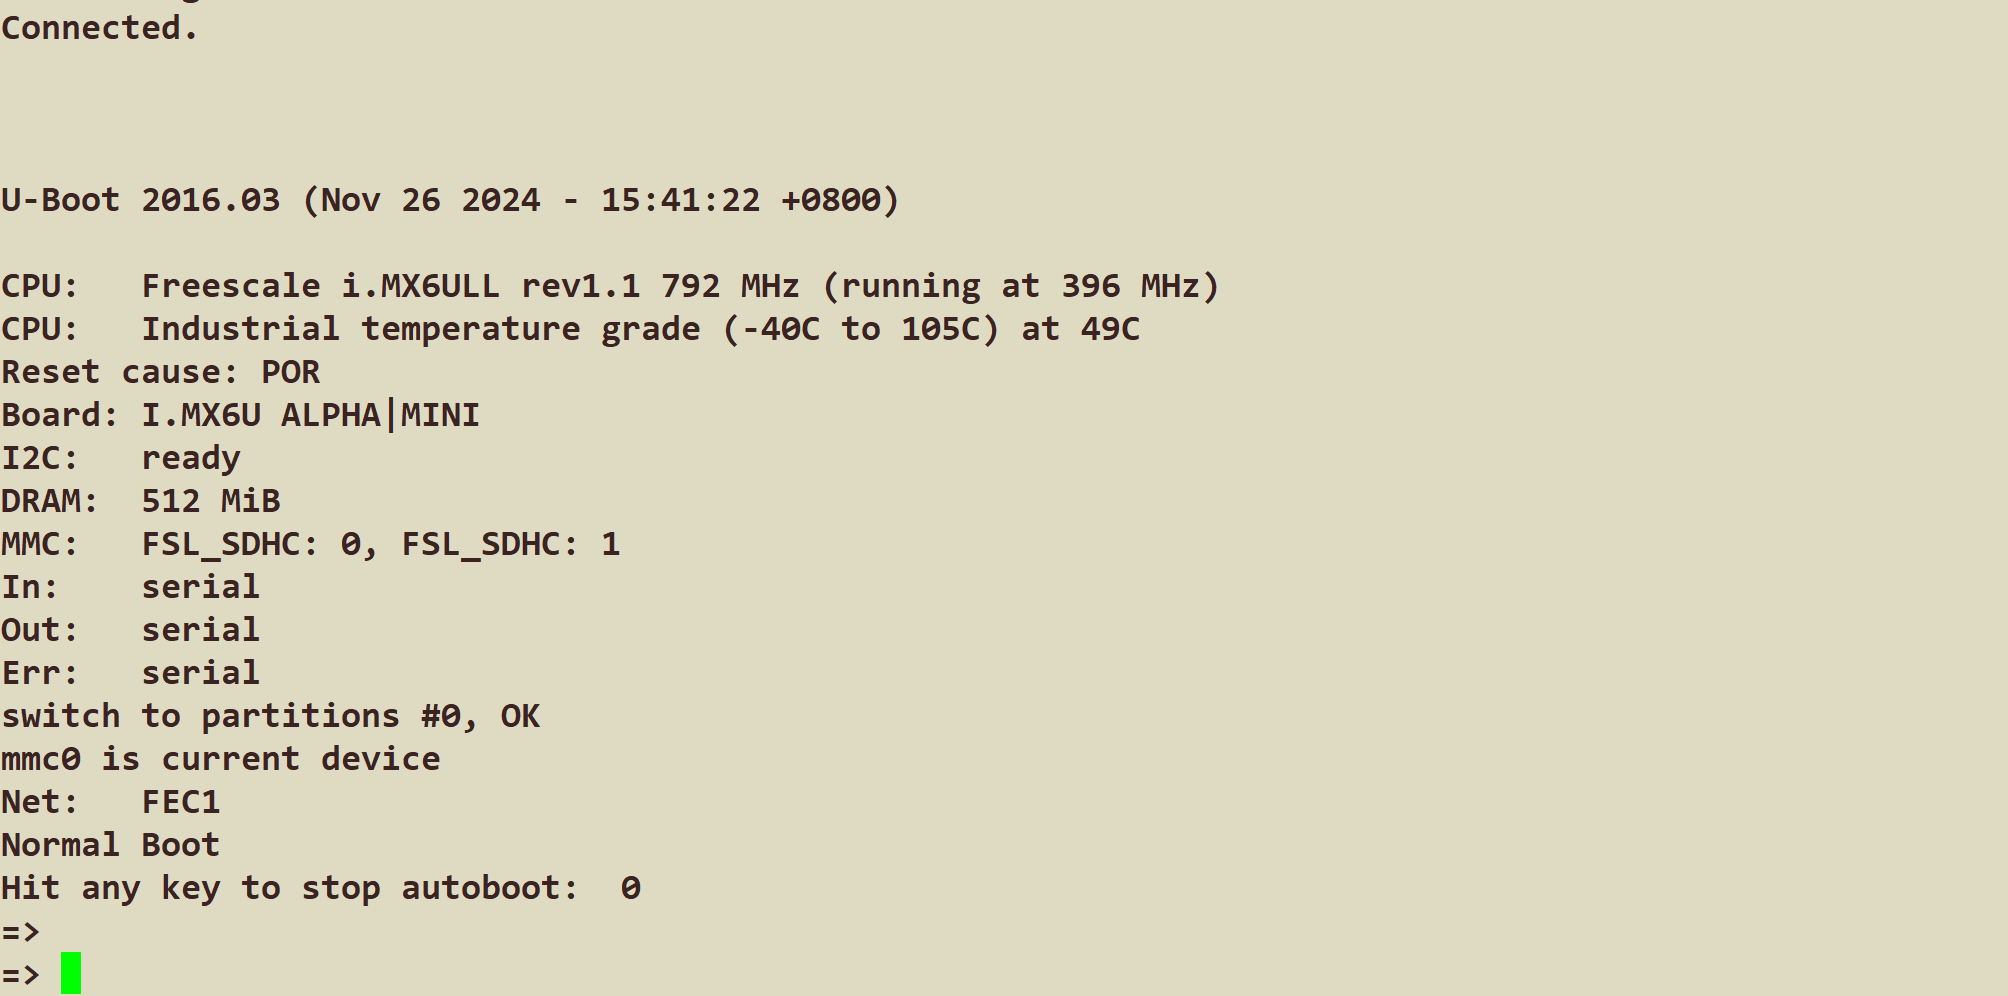 Connected.
U-Boot 2016.03 (Nov 26 2024 - 15:41:22 +0800)
CPU:   Freescale i.MX6ULL rev1.1 792 MHz (running at 396 MHz)
CPU:   Industrial temperature grade (-40C to 105C) at 49C
Reset cause: POR
Board: I.MX6U ALPHA|MINI
I2C:   ready
DRAM:  512 MiB
MMC:   FSL_SDHC: 0, FSL_SDHC: 1
In:    serial
Out:   serial
Err:   serial
switch to partitions #0, OK
mmc0 is current device
Net:   FEC1
Normal Boot
Hit any key to stop autoboot:  0
=>
=>